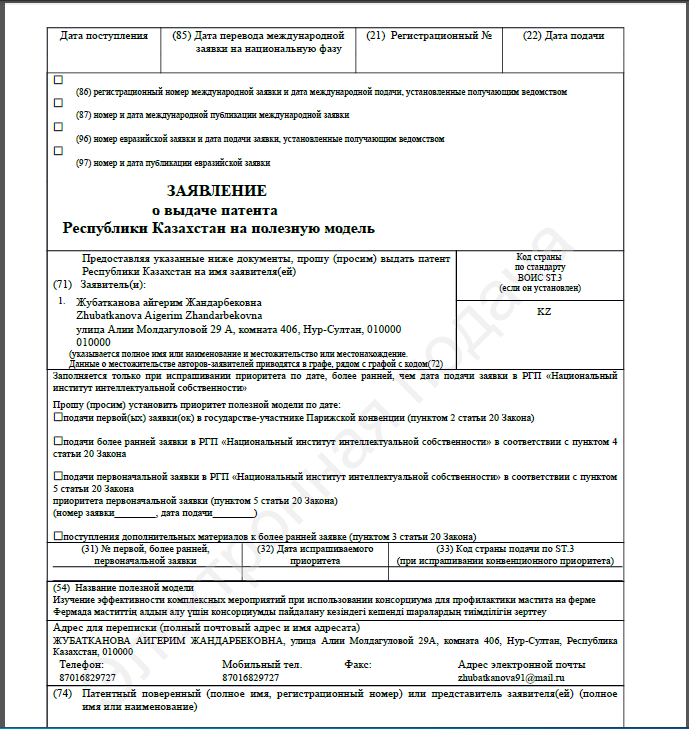 Дата поступления
(85) Дата перевода международной
заявки на национальную фазу
(21) Регистрационный №
(22) Дата подачи
(86) регистрационный номер международной заявки и дата международной подачи, установленные получающим ведомством
(87) номер и дата международной публикации международной заявки
(96) номер евразийской заявки и дата подачи заявки, установленные получающим ведомством
(97) номер и дата публикации евразийской заявки
ЗАЯВЛЕНИЕ
о выдаче патента
Республики Казахстан на полезную модель
Предоставляя указанные ниже документы, прошу (просим) выдать патент
Республики Казахстан на имя заявителя(ей)
(71) Заявитель(и):
Код страны
по стандарту
ВОИС ST.3
(если он установлен)
1. Жубатканова айгерим Жандарбековна
Zhubatkanova Aigerim Zhandarbekovna
улица Алии Молдагуловой 29 А, комната 406, Нур-Султан, 010000
010000
(указывается полное имя или наименование и местожительство или местонахождение.
Данные о местожительстве авторов-заявителей приводятся в графе, рядом с графой с кодом(72)
KZ
Заполняется только при испрашивании приоритета по дате, более ранней, чем дата подачи заявки в РГП «Национальный
институт интеллектуальной собственности»
Прошу (просим) установить приоритет полезной модели по дате:
подачи первой(ых) заявки(ок) в государстве-участнике Парижской конвенции (пунктом 2 статьи 20 Закона)
подачи более ранней заявки в РГП «Национальный институт интеллектуальной собственности» в соответствии с пунктом 4
статьи 20 Закона
подачи первоначальной заявки в РГП «Национальный институт интеллектуальной собственности» в соответствии с пунктом
5 статьи 20 Закона
приоритета первоначальной заявки (пунктом 5 статьи 20 Закона)
(номер заявки________, дата подачи________)
поступления дополнительных материалов к более ранней заявке (пунктом 3 статьи 20 Закона)
(31) № первой, более ранней,
первоначальной заявки
(32) Дата испрашиваемого
приоритета
(33) Код страны подачи по ST.3
(при испрашивании конвенционного приоритета)
(54) Название полезной модели
Изучение эффективности комплексных мероприятий при использовании консорциума для профилактики мастита на ферме
Фермада маститтің алдын алу үшін консорциумды пайдалану кезіндегі кешенді шаралардың тиімділігін зерттеу
Адрес для переписки (полный почтовый адрес и имя адресата)
ЖУБАТКАНОВА АЙГЕРИМ ЖАНДАРБЕКОВНА, улица Алии Молдагуловой 29А, комната 406, Нур-Султан, Республика
Казахстан, 010000
Телефон: Мобильный тел. Факс: Адрес электронной почты
87016829727 87016829727 zhubatkanova91@mail.ru
(74) Патентный поверенный (полное имя, регистрационный номер) или представитель заявителя(ей) (полное
имя или наименование)